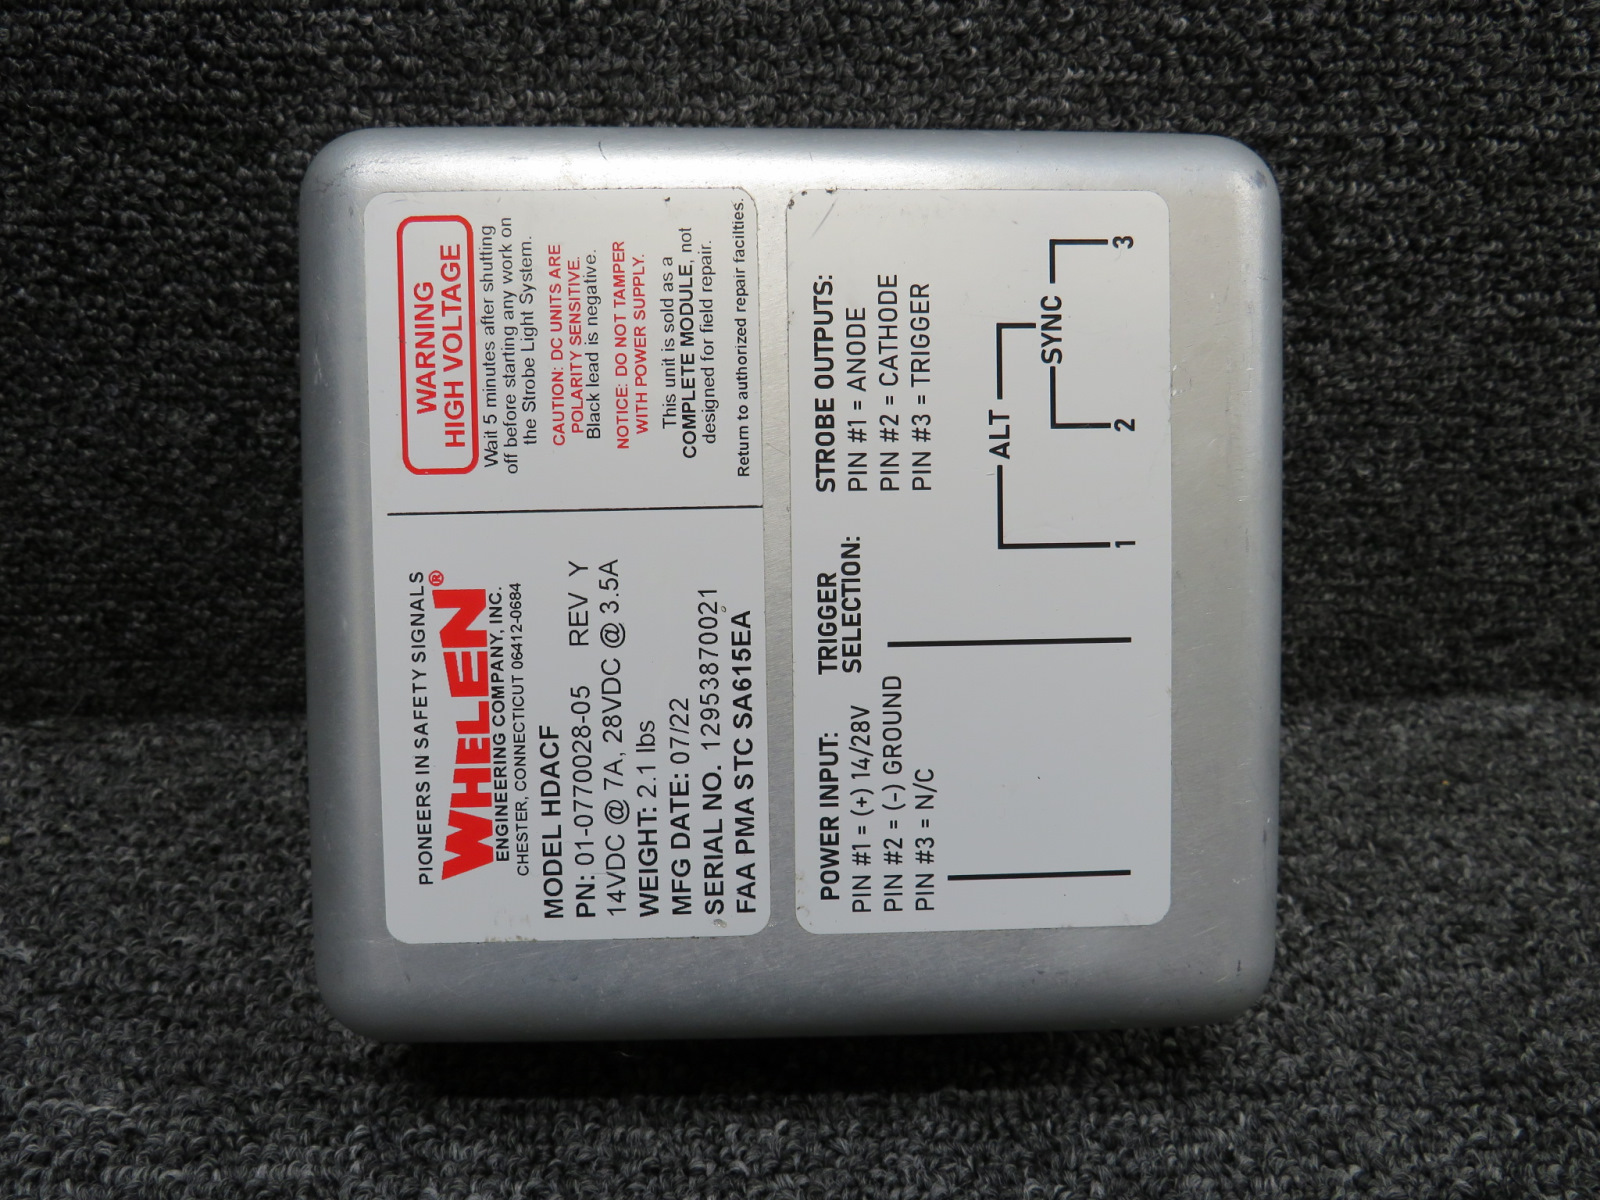 PIONEERS IN SAFETY SIGNALS
WHELEN®
ENGINEERING COMPANY, INC.
CHESTER, CONNECTICUT 06412-0684
MODEL HDACF
PN: 01-0770028-05 REV Y
14VDC @ 7A, 28VDC @ 3.5A
WEIGHT: 2.1 lbs
MFG DATE: 07/22
SERIAL NO. 12953870021
FAA PMA STC SA615EA
WARNING
HIGH VOLTAGE
Wait 5 minutes after shutting
off before starting any work on
the Strobe Light System.
CAUTION: DC UNITS ARE
POLARITY SENSITIVE.
Black lead is negative.
NOTICE: DO NOT TAMPER
WITH POWER SUPPLY.
This unit is sold as a
COMPLETE MODULE, not
designed for field repair.
Return to authorized repair facilties.
POWER INPUT:
PIN #1 = (+) 14/28V
PIN #2 = (-) GROUND
PIN #3 = N/C
TRIGGER
SELECTION:
STROBE OUTPUTS:
PIN #1 = ANODE
PIN #2 = CATHODE
PIN #3 = TRIGGER
ALT
SYNC
1 2 3